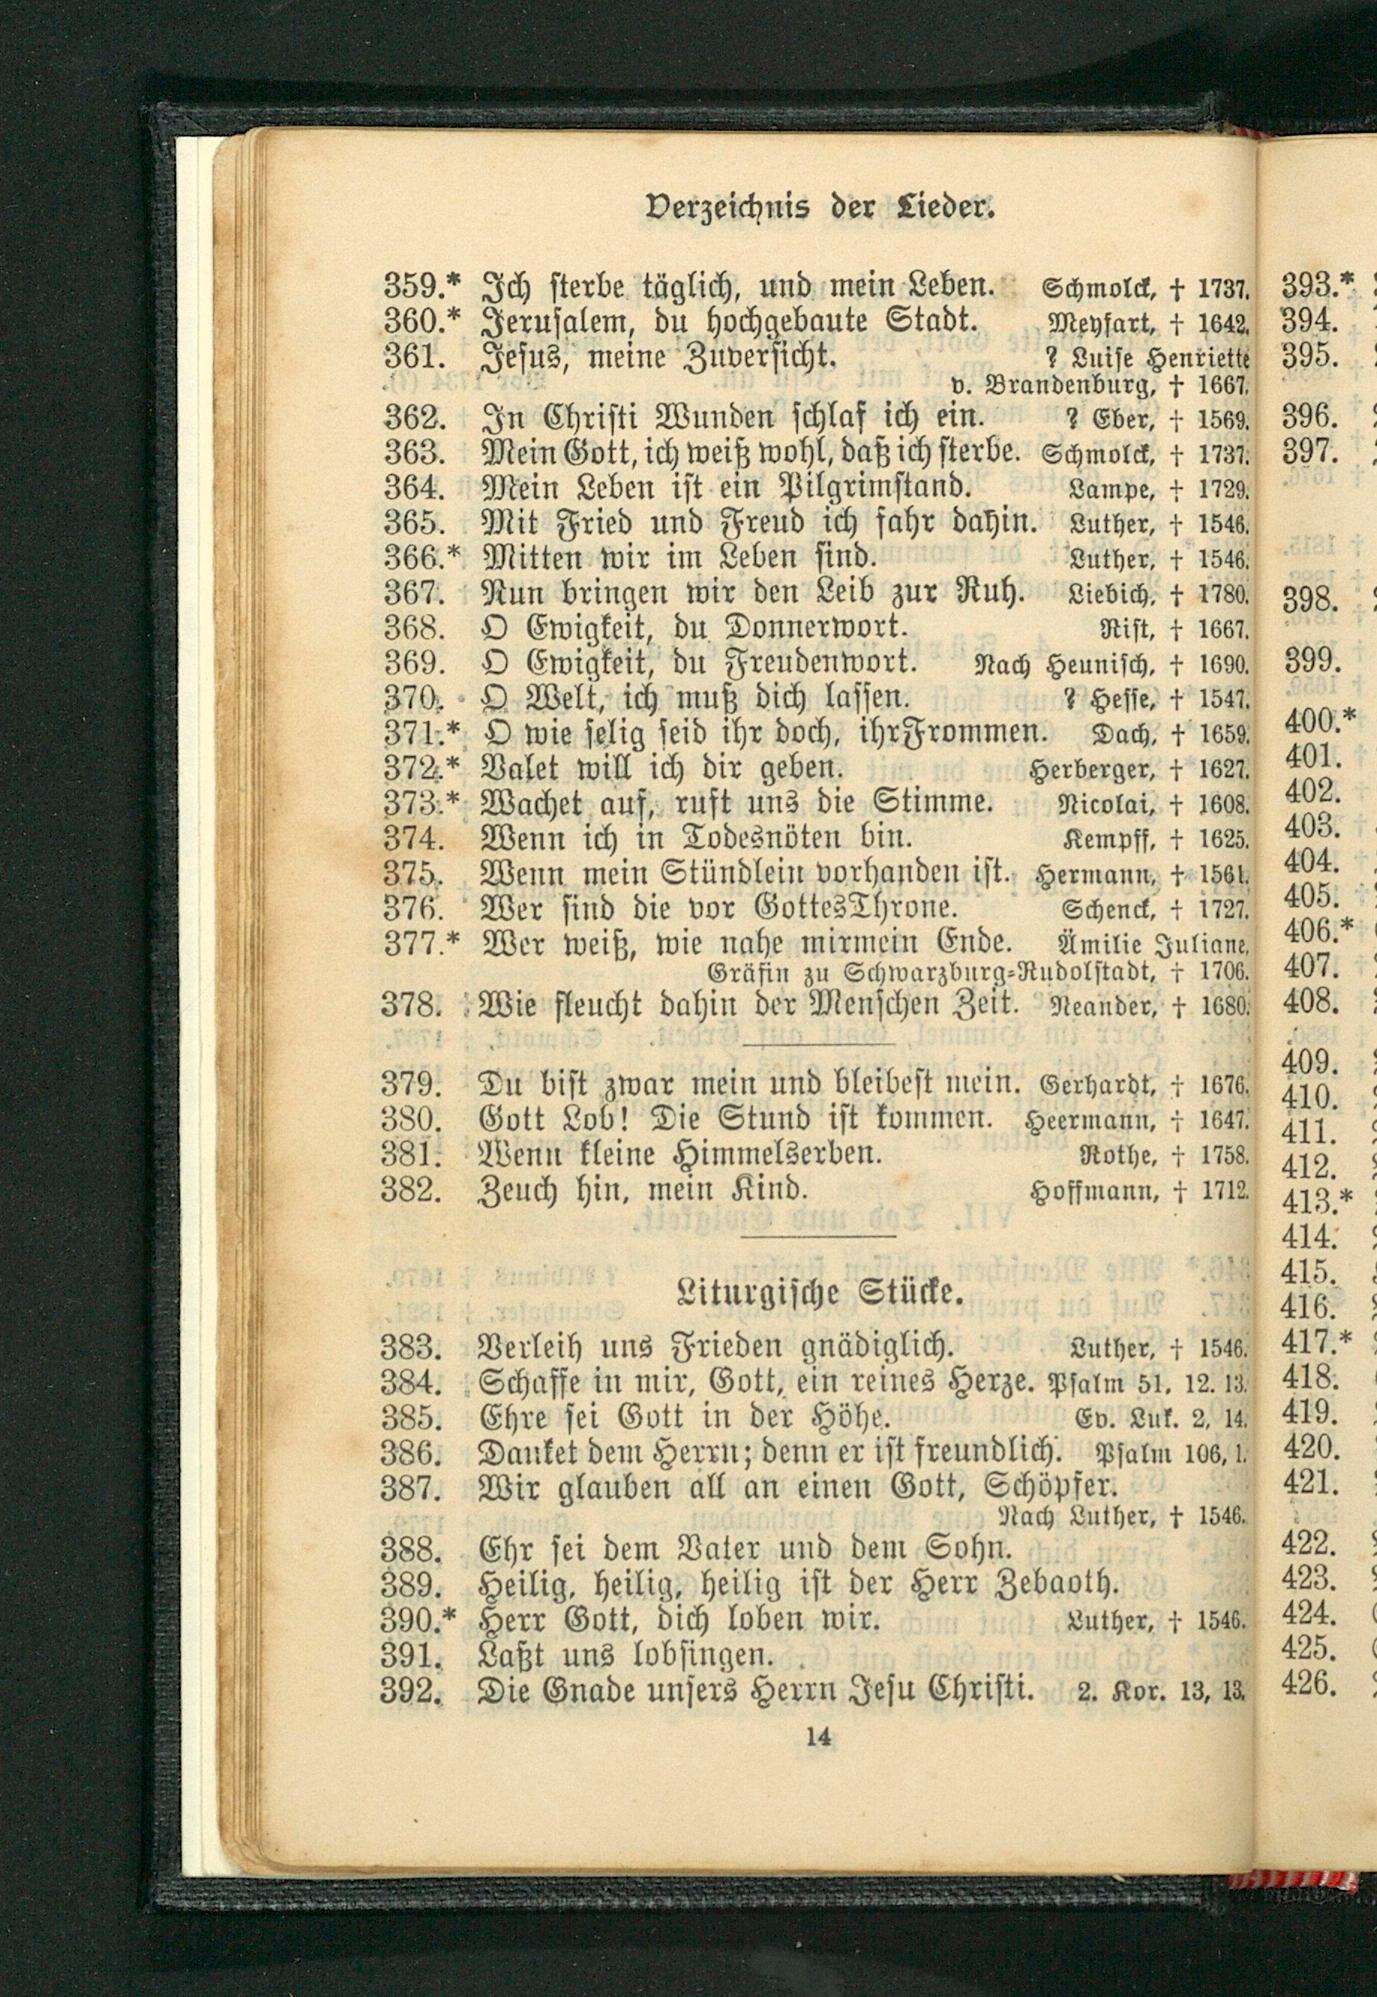 Verzeichnis der Lieder.
359.* Ich sterbe täglich, und mein Leben. Schmolck, † 1737.
360.* Jerusalem, du hochgebaute Stadt. Meyfart, † 1642.
361. Jesus, meine Zuversicht. ? Luise Henriette
v. Brandenburg, † 1667.
362. In Christi Wunden schlaf ich ein. ? Eber, † 1569.
363. Mein Gott, ich weiß wohl, daß ich sterbe. Schmolck, † 1737.
364. Mein Leben ist ein Pilgrimstand. Lampe, † 1729.
365. Mit Fried und Freud ich fahr dahin. Luther, † 1546.
366.* Mitten wir im Leben sind. Luther, † 1546.
367. Nun bringen wir den Leib zur Ruh. Liebich, † 1780.
368. O Ewigkeit, du Donnerwort. Rist, † 1667.
369. O Ewigkeit, du Freudenwort. Nach Heunisch, † 1690.
370. O Welt, ich muß dich lassen. ? Hesse, † 1547.
371.* O wie selig seid ihr doch, ihr Frommen. Dach, † 1659.
372.* Valet will ich dir geben. Herberger, † 1627.
373.* Wachet auf, ruft uns die Stimme. Nicolai, † 1608.
374. Wenn ich in Todesnöten bin. Kempff, † 1625.
375. Wenn mein Stündlein vorhanden ist. Hermann, † 1561.
376. Wer sind die vor Gottes Throne. Schenck, † 1727.
377.* Wer weiß, wie nahe mir mein Ende. Ämilie Juliane,
Gräfin zu Schwarzburg-Rudolstadt, † 1706.
378. Wie fleucht dahin der Menschen Zeit. Neander, † 1680.
379. Du bist zwar mein und bleibest mein. Gerhardt, † 1676.
380. Gott Lob! Die Stund ist kommen. Heermann, † 1647.
381. Wenn kleine Himmelserben. Rothe, † 1758.
382. Zeuch hin, mein Kind. Hoffmann, † 1712.
Liturgische Stücke.
383. Verleih uns Frieden gnädiglich. Luther, † 1546.
384. Schaffe in mir, Gott, ein reines Herze. Psalm 51, 12. 13.
385. Ehre sei Gott in der Höhe. Ev. Luk. 2, 14.
386. Danket dem Herrn; denn er ist freundlich. Psalm 106, 1.
387. Wir glauben all an einen Gott, Schöpfer.
Nach Luther, † 1546.
388. Ehr sei dem Vater und dem Sohn.
389. Heilig, heilig, heilig ist der Herr Zebaoth.
390.* Herr Gott, dich loben wir. Luther, † 1546.
391. Laßt uns lobsingen.
392. Die Gnade unsers Herrn Jesu Christi. 2. Kor. 13, 13.
14
393.*
394.
395.
396.
397.
398.
399.
400.*
401.
402.
403.
404.
405.
406.*
407.
408.
409.
410.
411.
412.
413.*
414.
415.
416.
417.*
418.
419.
420.
421.
422.
423.
424.
425.
426.